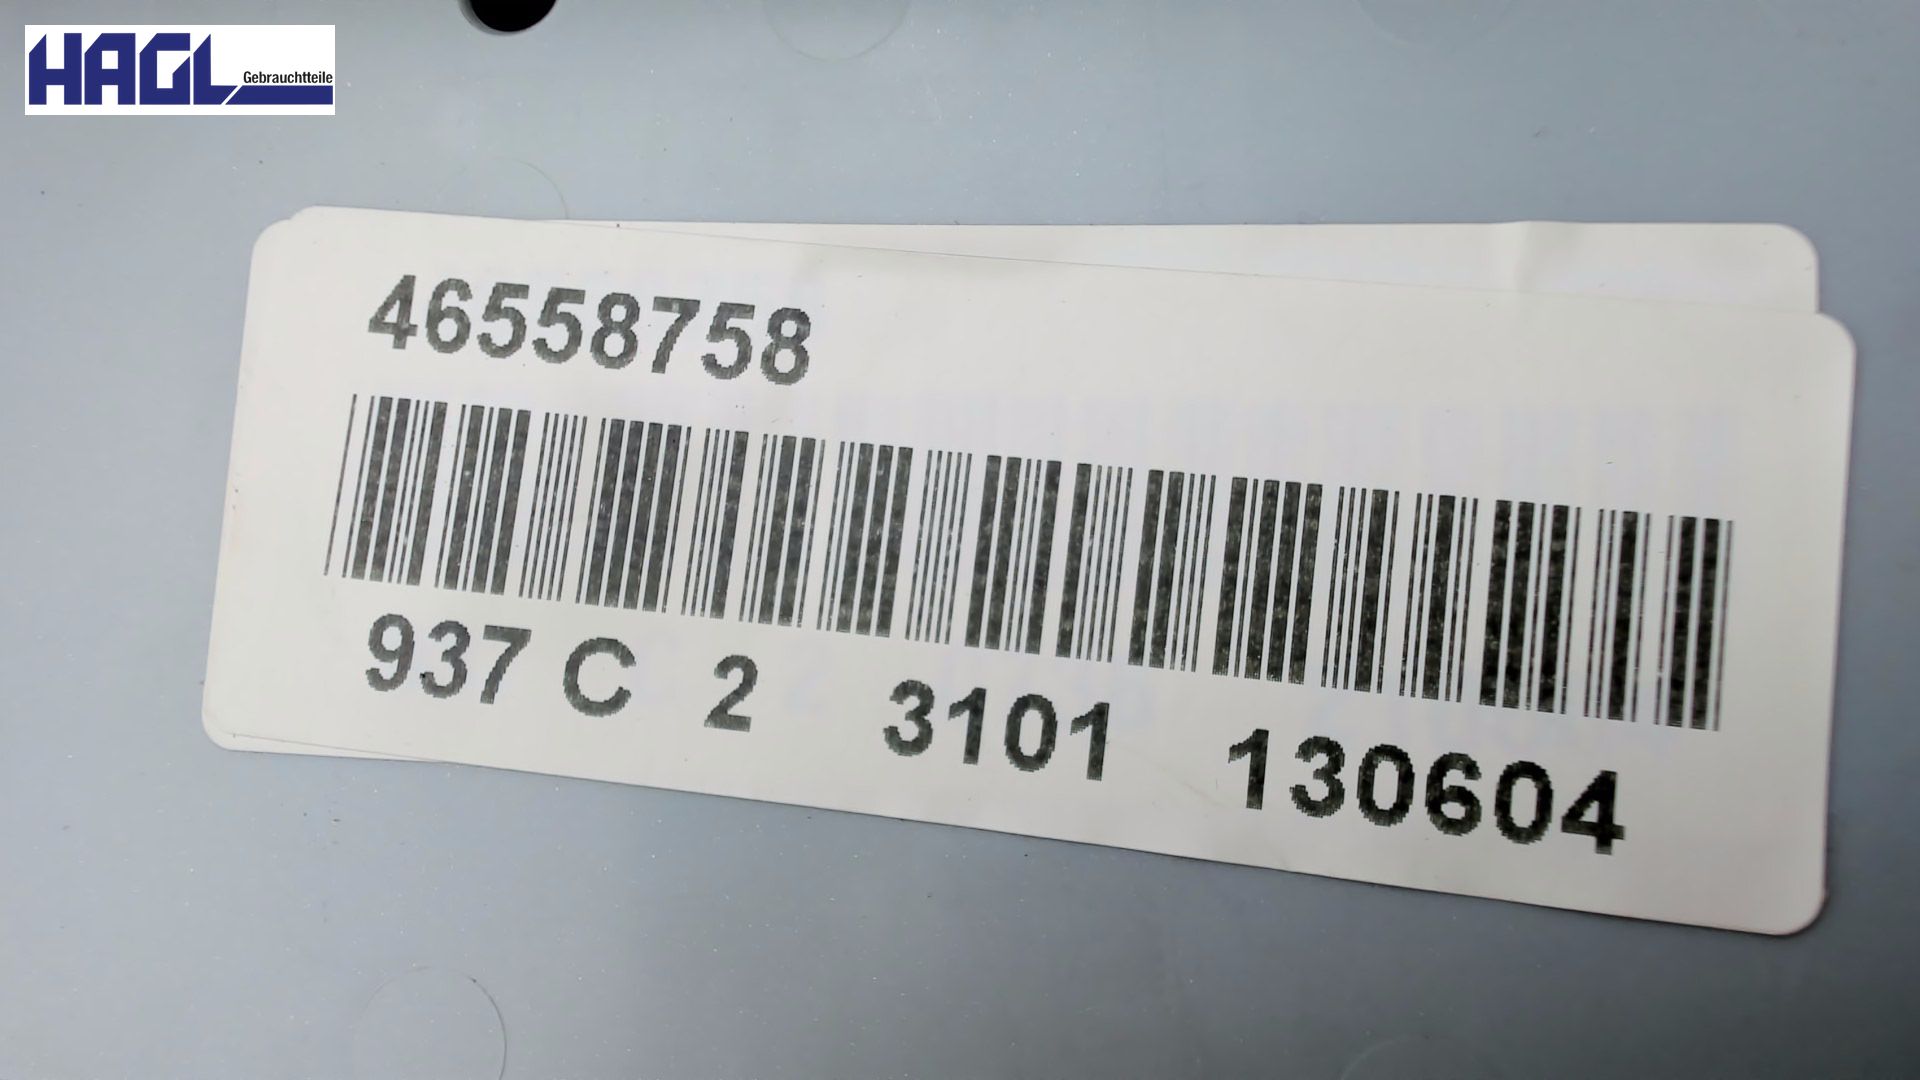 HAGL
Gebrauchtteile
46558758
937 C 2 3101 130604